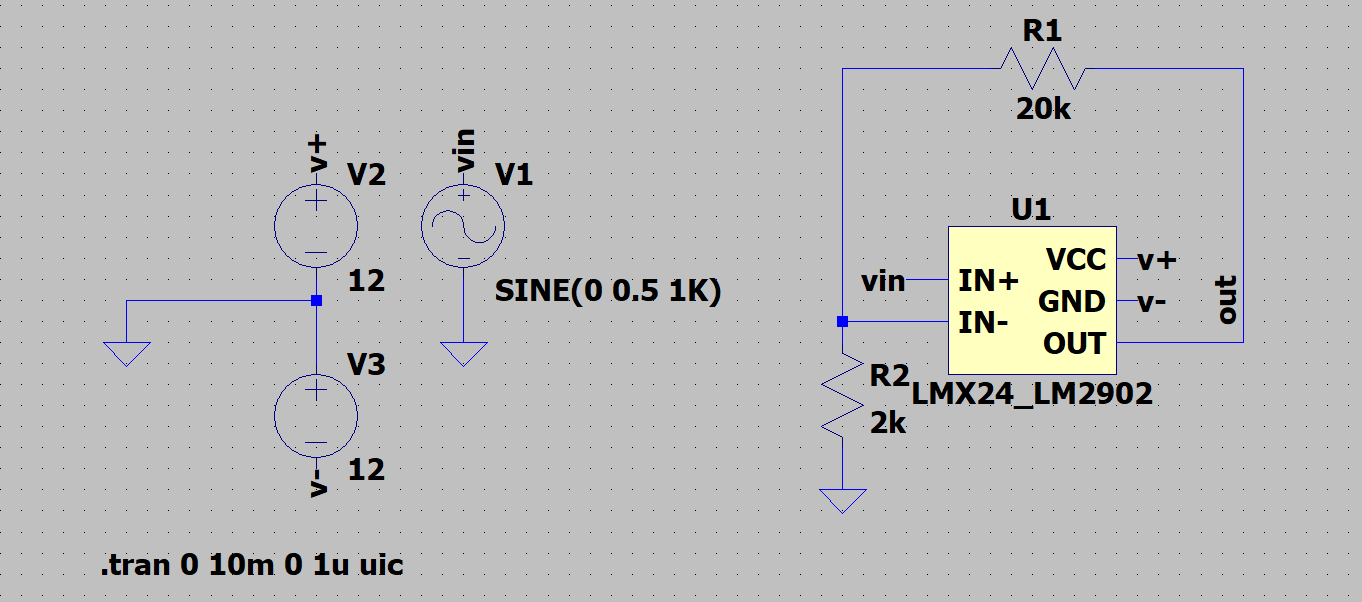 R1
20k
v+
V2
12
vin
V1
SINE(0 0.5 1K)
V3
12
v-
U1
vin
IN+
IN-
VCC
GND
OUT
v+
v-
out
R2
2k
LMX24_LM2902
.tran 0 10m 0 1u uic